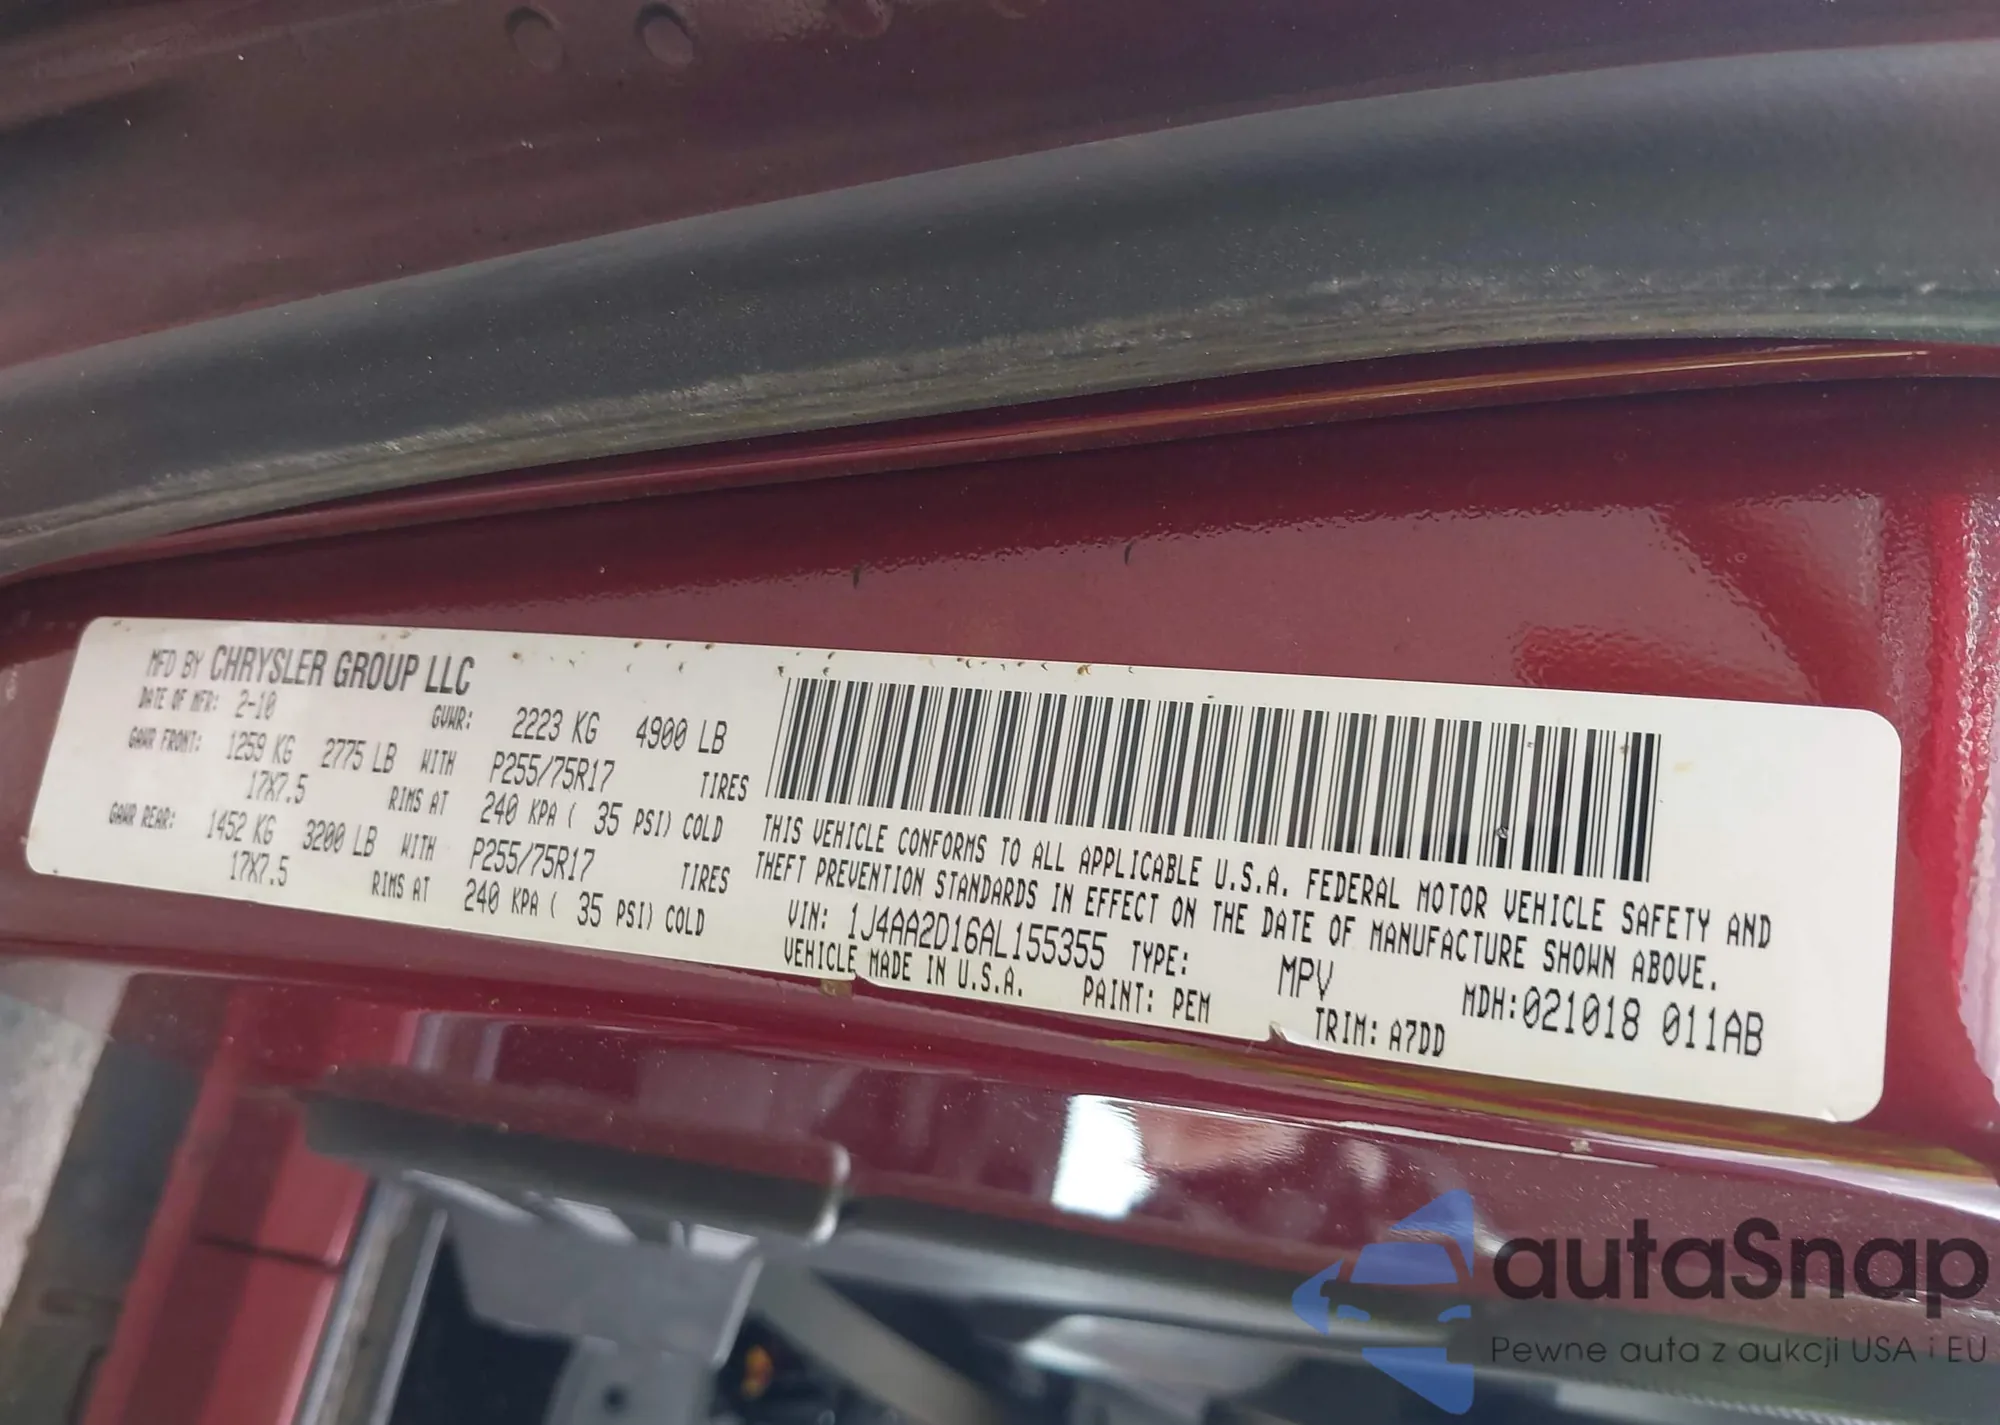 MFD BY CHRYSLER GROUP LLC
DATE OF MFR: 2-10 GVWR: 2223 KG 4900 LB
GAWR FRONT: 1259 KG 2775 LB WITH P255/75R17 TIRES
17X7.5 RIMS AT 240 KPA ( 35 PSI) COLD
GAWR REAR: 1452 KG 3200 LB WITH P255/75R17 TIRES
17X7.5 RIMS AT 240 KPA ( 35 PSI) COLD
THIS VEHICLE CONFORMS TO ALL APPLICABLE U.S.A. FEDERAL MOTOR VEHICLE SAFETY AND
THEFT PREVENTION STANDARDS IN EFFECT ON THE DATE OF MANUFACTURE SHOWN ABOVE.
VIN: 1J4AA2D16AL155355 TYPE: MPV MDH:021018 011AB
VEHICLE MADE IN U.S.A. PAINT: PEM TRIM: A7DD
autaSnap
Pewne auta z aukcji USA i EU